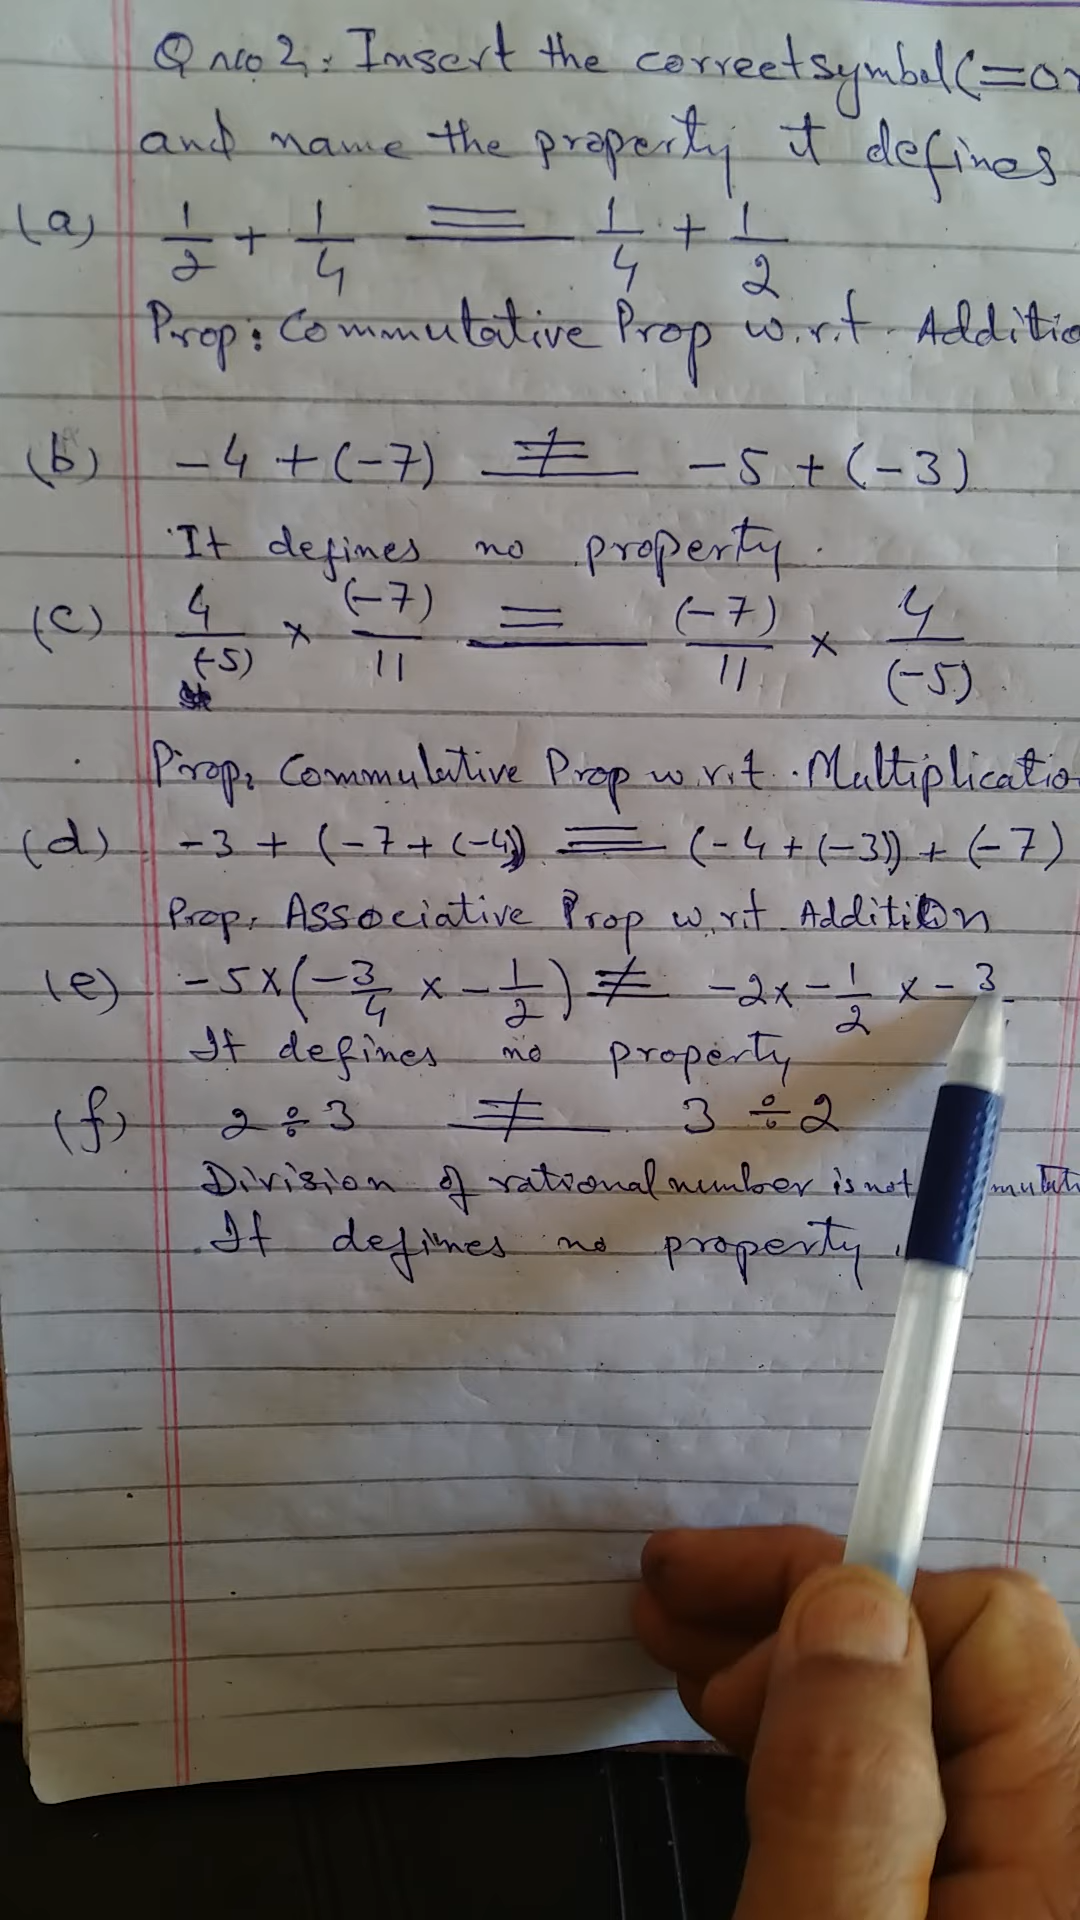 Q no 2: Insert the correct symbol (= or
and name the property it defines
(a) 1/2 + 1/4 = 1/4 + 1/2
Prop: Commutative Prop w.r.t. Additio
(b) -4 + (-7) ≠ -5 + (-3)
It defines no property.
(c) 4/(-5) × (-7)/11 = (-7)/11 × 4/(-5)
Prop: Commutative Prop w.r.t. Multiplicatio
(d) -3 + (-7 + (-4)) = (-4 + (-3)) + (-7)
Prop: Associative Prop w.r.t. Addition
(e) -5 × (-3/4 × -1/2) ≠ -2 × -1/2 × -3
It defines no property
(f) 2 ÷ 3 ≠ 3 ÷ 2
Division of rational number is not mutati
It defines no property.